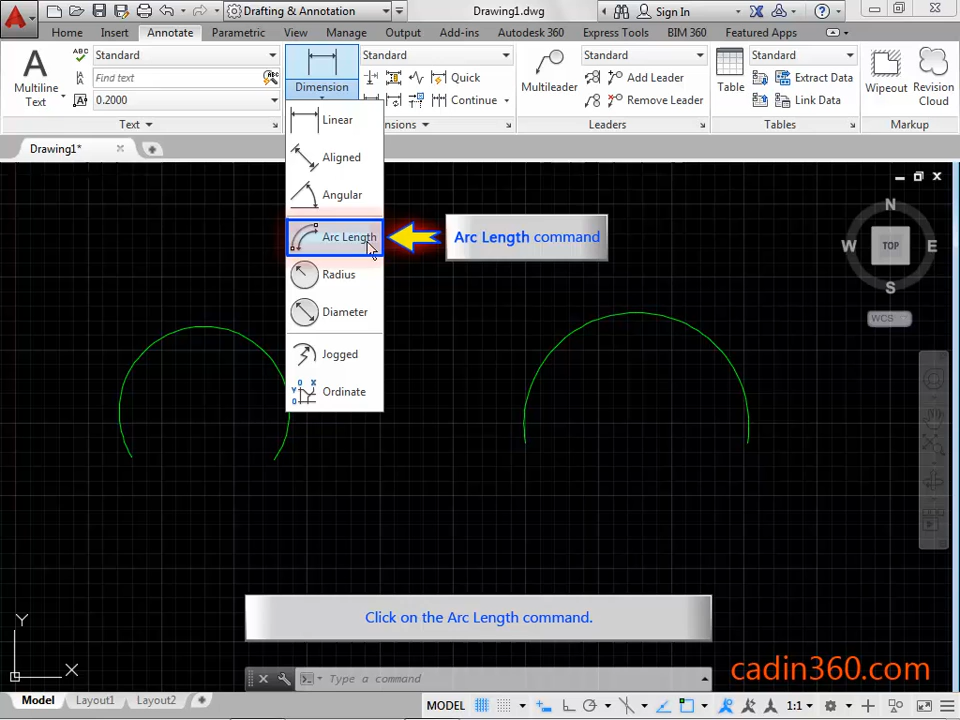 Drafting & Annotation
Drawing1.dwg
Sign In
Home Insert Annotate Parametric View Manage Output Add-ins Autodesk 360 Express Tools BIM 360 Featured Apps
Multiline
Text
ABC
Standard
Find text
0.2000
Text
Dimension
Standard
Quick
Continue
nsions
Multileader
Standard
Add Leader
Remove Leader
Leaders
Table
Standard
Extract Data
Link Data
Tables
Wipeout
Revision
Cloud
Markup
Drawing1*
Linear
Aligned
Angular
Arc Length
Radius
Diameter
Jogged
Ordinate
Arc Length command
N
W TOP E
S
WCS
Click on the Arc Length command.
Y
X
Type a command
cadin360.com
Model Layout1 Layout2
MODEL
1:1